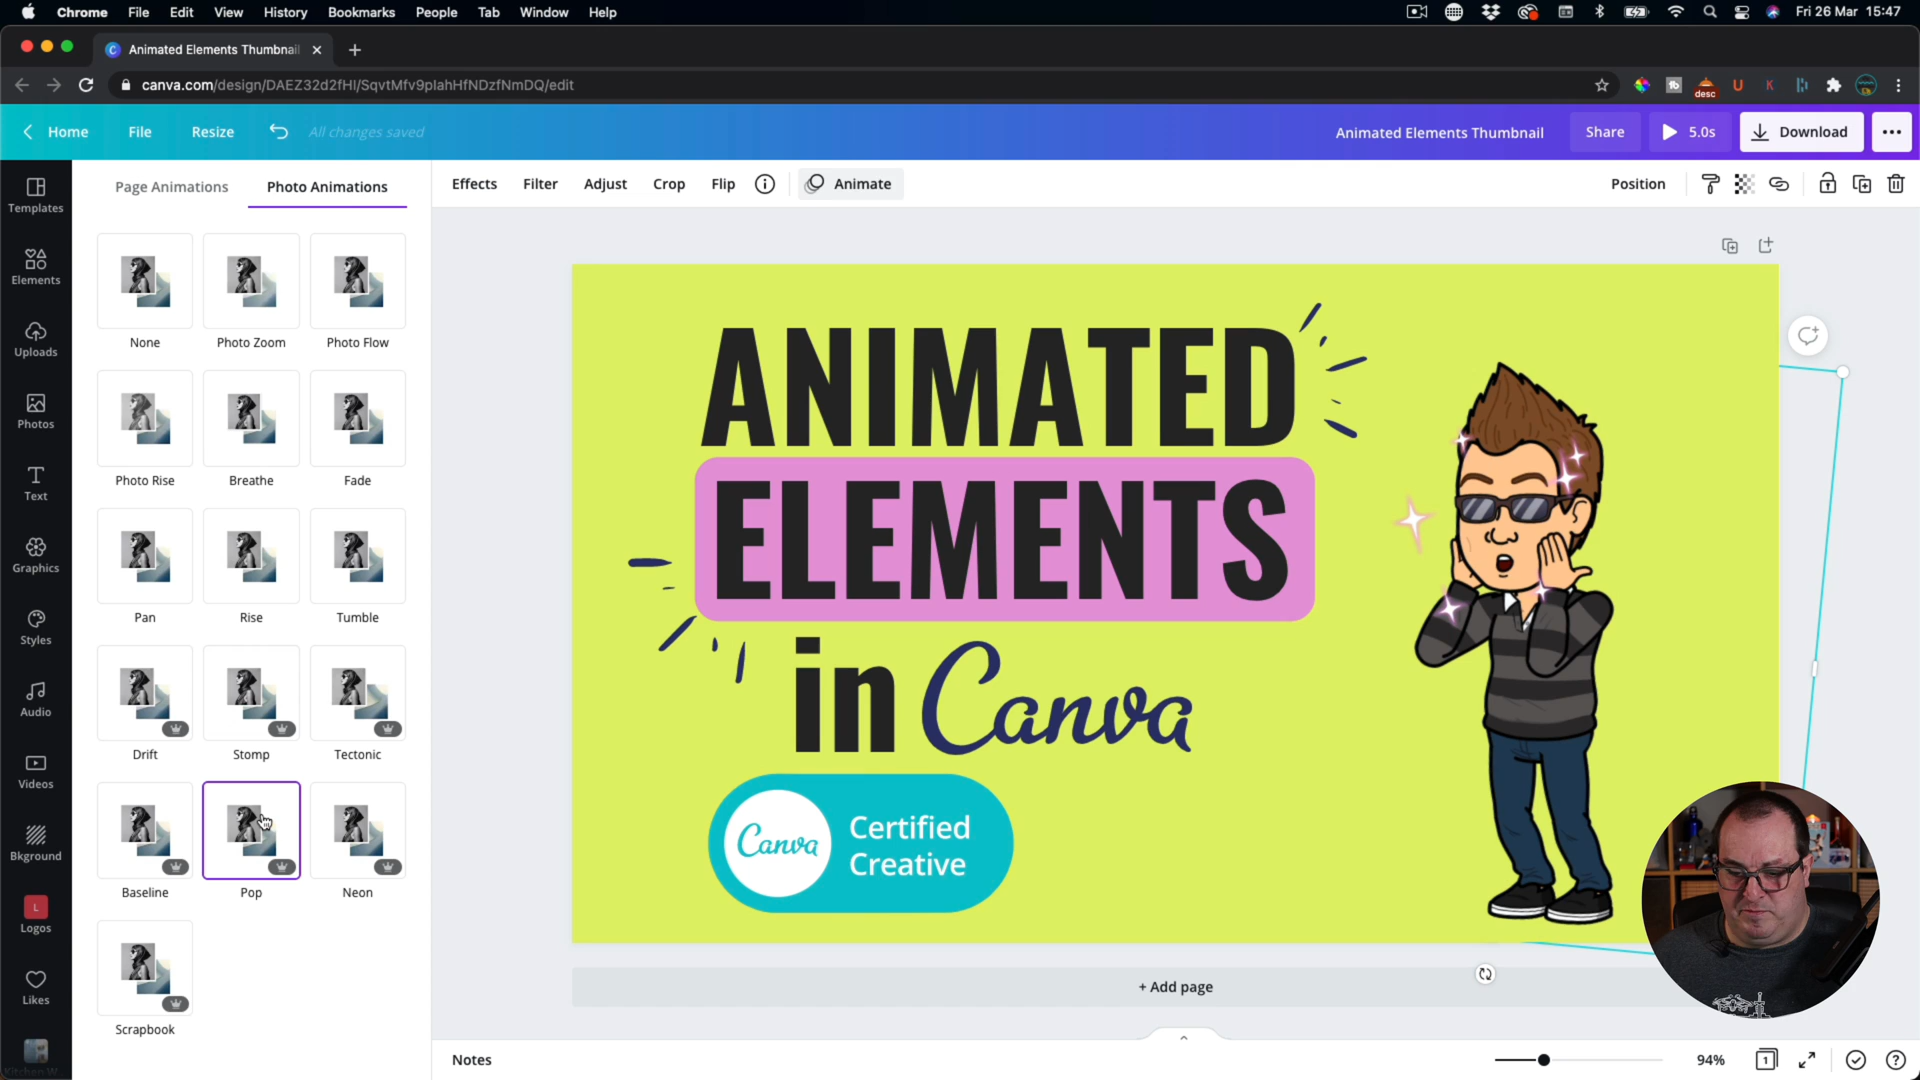 Chrome File Edit View History Bookmarks People Tab Window Help
Fri 26 Mar 15:47
Animated Elements Thumbnail
canva.com/design/DAEZ32d2fHI/SqvtMfv9pIahHfNDzfNmDQ/edit
desc
Home File Resize All changes saved
Animated Elements Thumbnail Share 5.0s Download
Templates
Elements
Uploads
Photos
Text
Graphics
Styles
Audio
Videos
Bkground
L
Logos
Likes
Kitchen W...
Page Animations Photo Animations
None Photo Zoom Photo Flow
Photo Rise Breathe Fade
Pan Rise Tumble
Drift Stomp Tectonic
Baseline Pop Neon
Scrapbook
Effects Filter Adjust Crop Flip Animate
Position
ANIMATED
ELEMENTS
in Canva
Canva Certified
Creative
+ Add page
Notes
94% 1